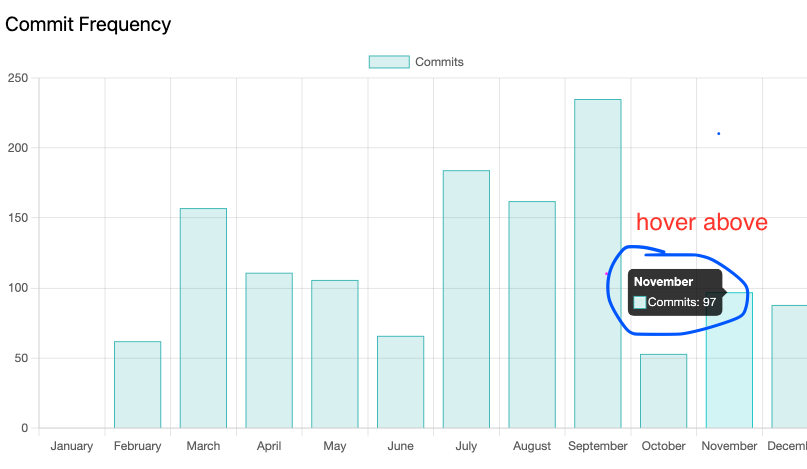 Commit Frequency
Commits
250
200
150
100
50
0
hover above
November
Commits: 97
January February March April May June July August September October November Decem